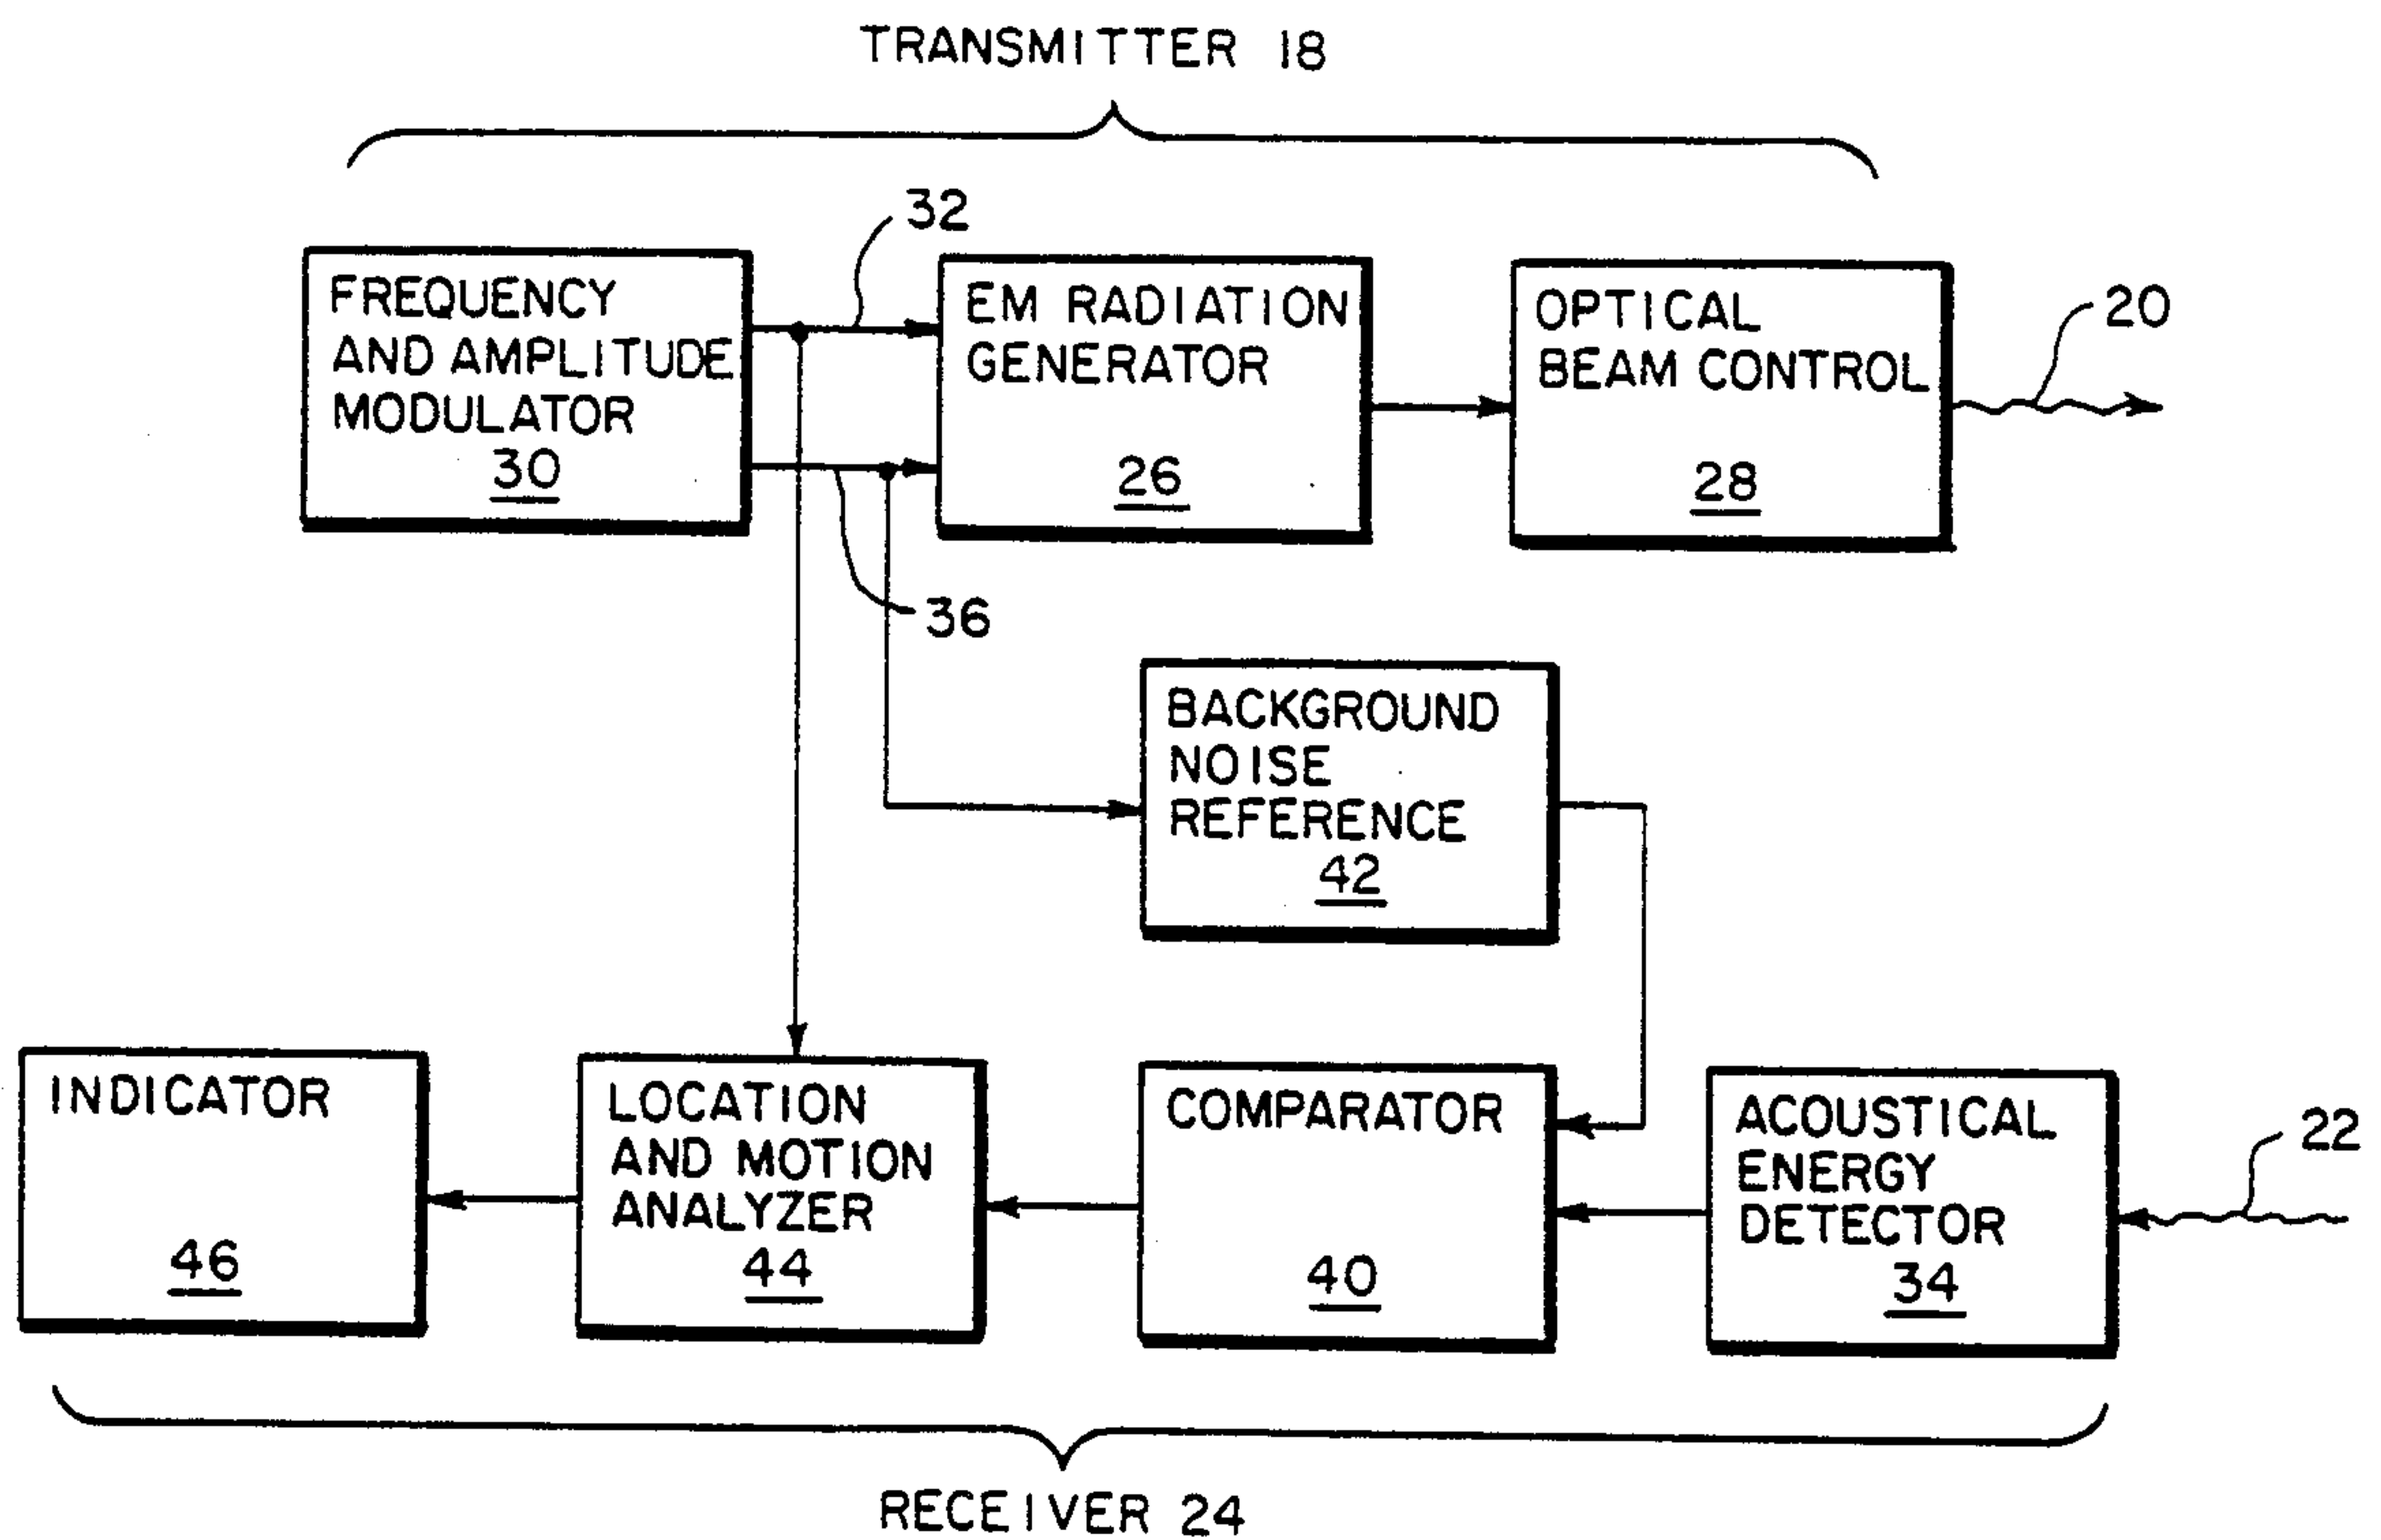 TRANSMITTER 18
32
FREQUENCY
AND AMPLITUDE
MODULATOR
30
EM RADIATION
GENERATOR
26
OPTICAL
BEAM CONTROL
28
20
36
BACKGROUND
NOISE
REFERENCE
42
INDICATOR
46
LOCATION
AND MOTION
ANALYZER
44
COMPARATOR
40
ACOUSTICAL
ENERGY
DETECTOR
34
22
RECEIVER 24